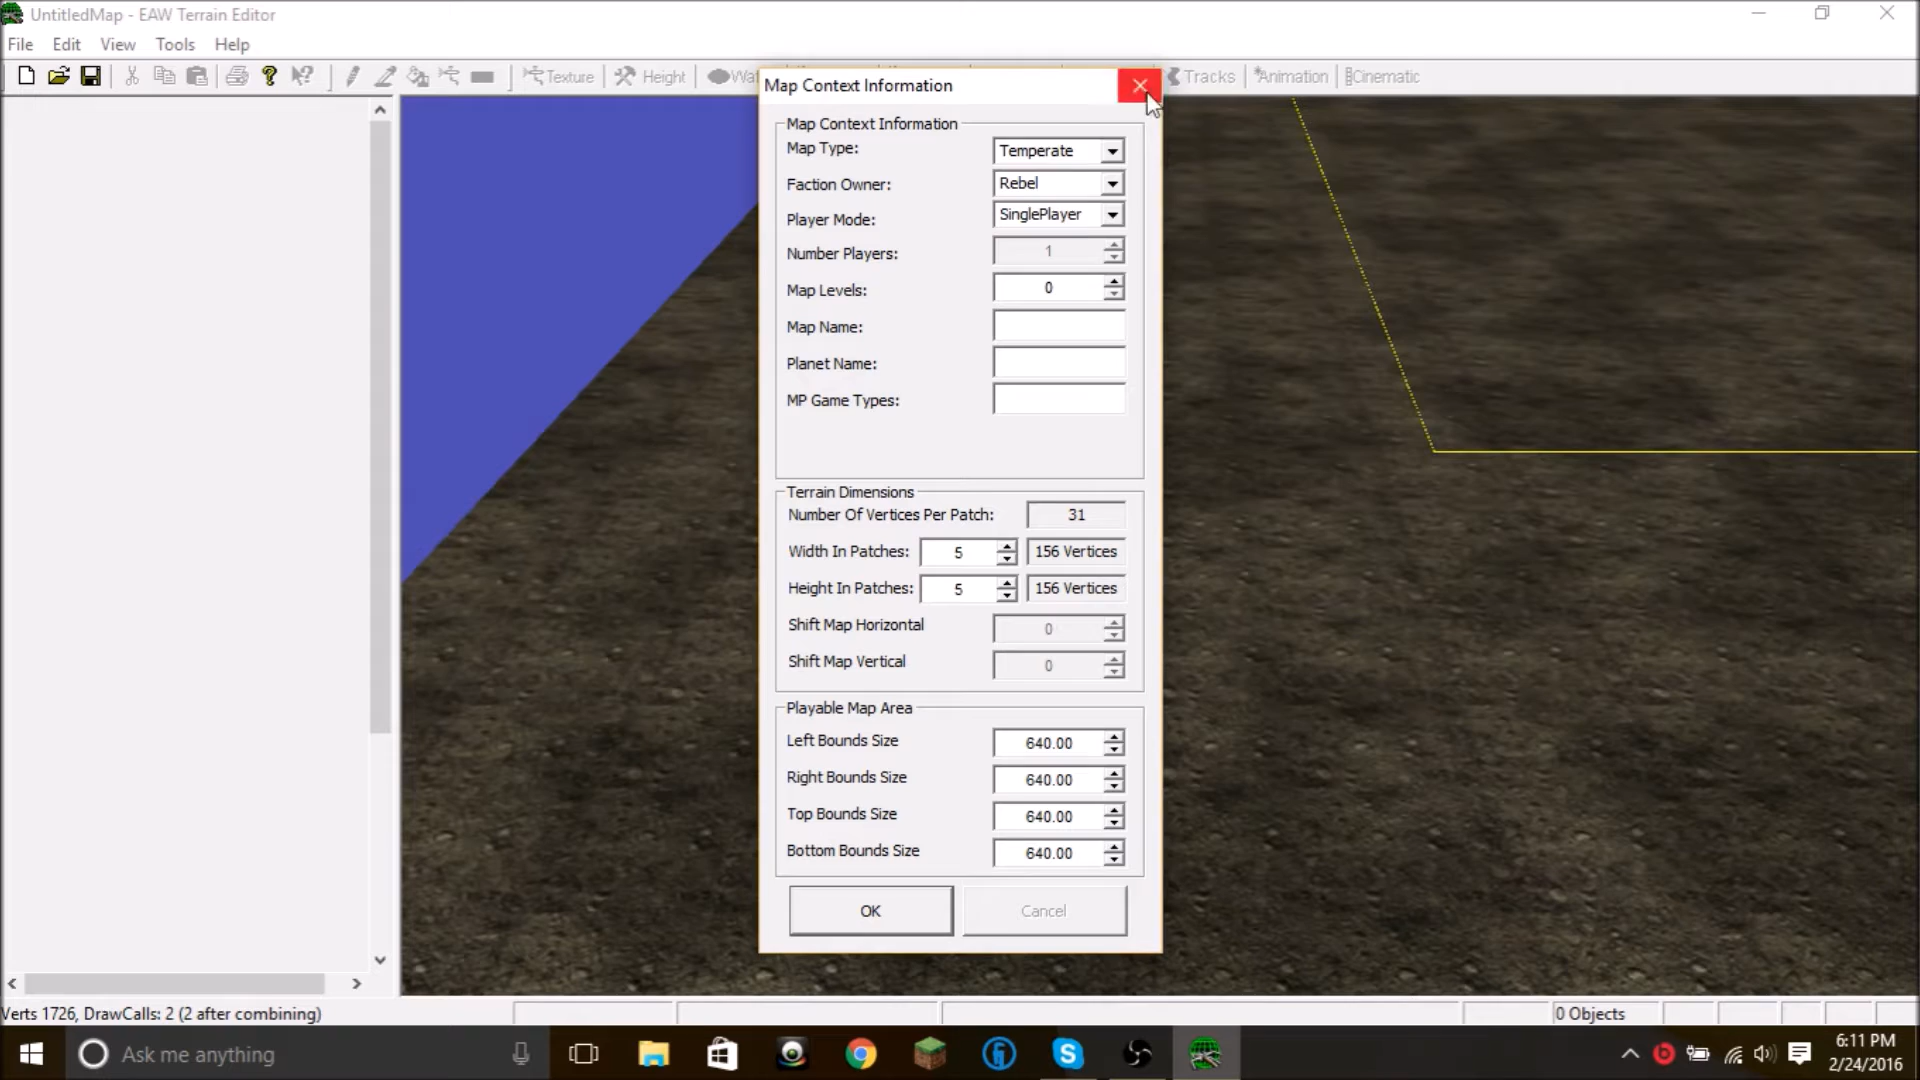 UntitledMap - EAW Terrain Editor
File Edit View Tools Help
Texture Height Wat Tracks Animation Cinematic
Map Context Information
Map Context Information
Map Type: Temperate
Faction Owner: Rebel
Player Mode: SinglePlayer
Number Players: 1
Map Levels: 0
Map Name:
Planet Name:
MP Game Types:
Terrain Dimensions
Number Of Vertices Per Patch: 31
Width In Patches: 5 156 Vertices
Height In Patches: 5 156 Vertices
Shift Map Horizontal 0
Shift Map Vertical 0
Playable Map Area
Left Bounds Size 640.00
Right Bounds Size 640.00
Top Bounds Size 640.00
Bottom Bounds Size 640.00
OK Cancel
Verts 1726, DrawCalls: 2 (2 after combining) 0 Objects
Ask me anything
6:11 PM
2/24/2016